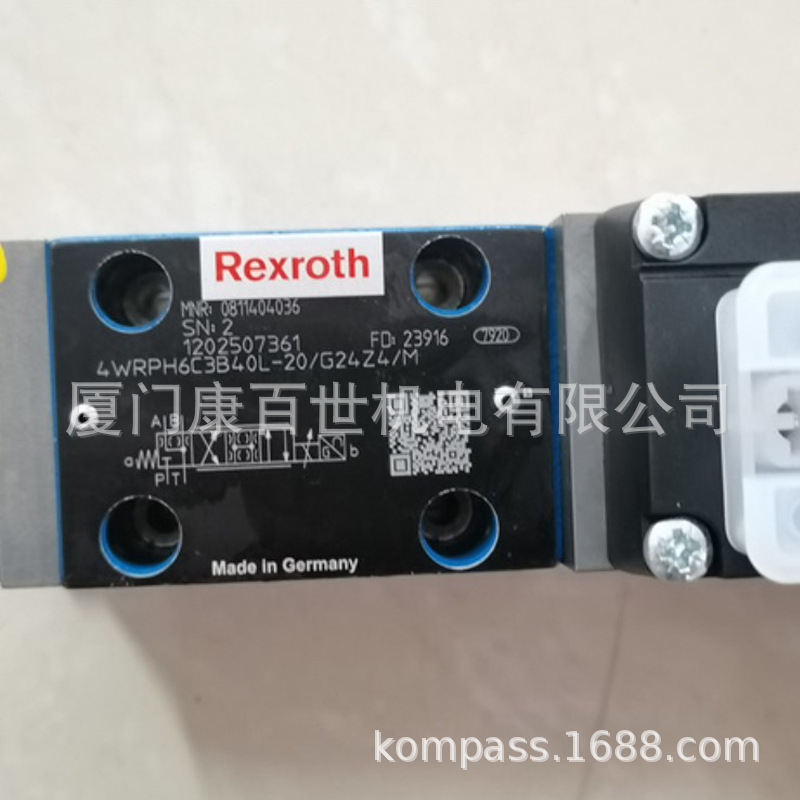 Rexroth
MNR: 0811404036
SN: 2
1202507361 FD: 23916 7920
4WRPH6C3B40L-20/G24Z4/M
厦门康百世机电有限公司
A B
a b
P T
Made in Germany
kompass.1688.com